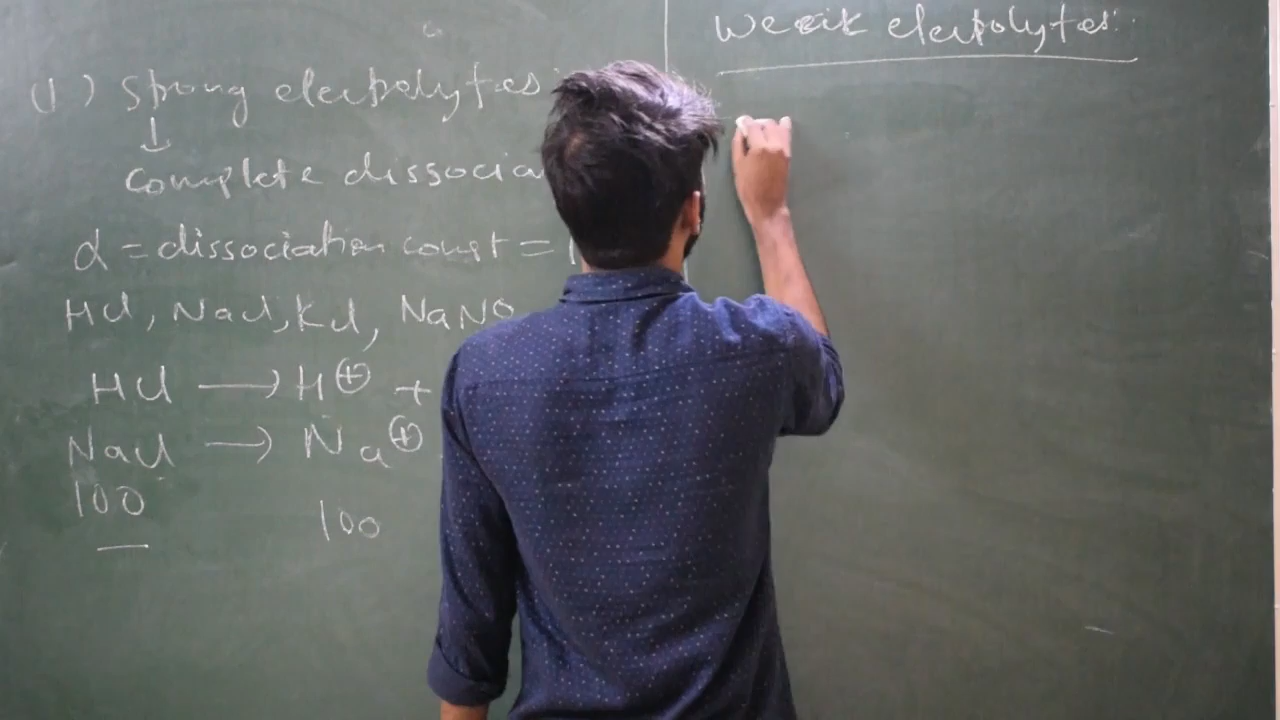 (1) Strong electrolytes
↓
Complete dissocia
α = dissociation const = 1
HCl, NaCl, KCl, NaNO
HCl → H⊕ +
NaCl → Na⊕
100 100
Weak electrolytes: